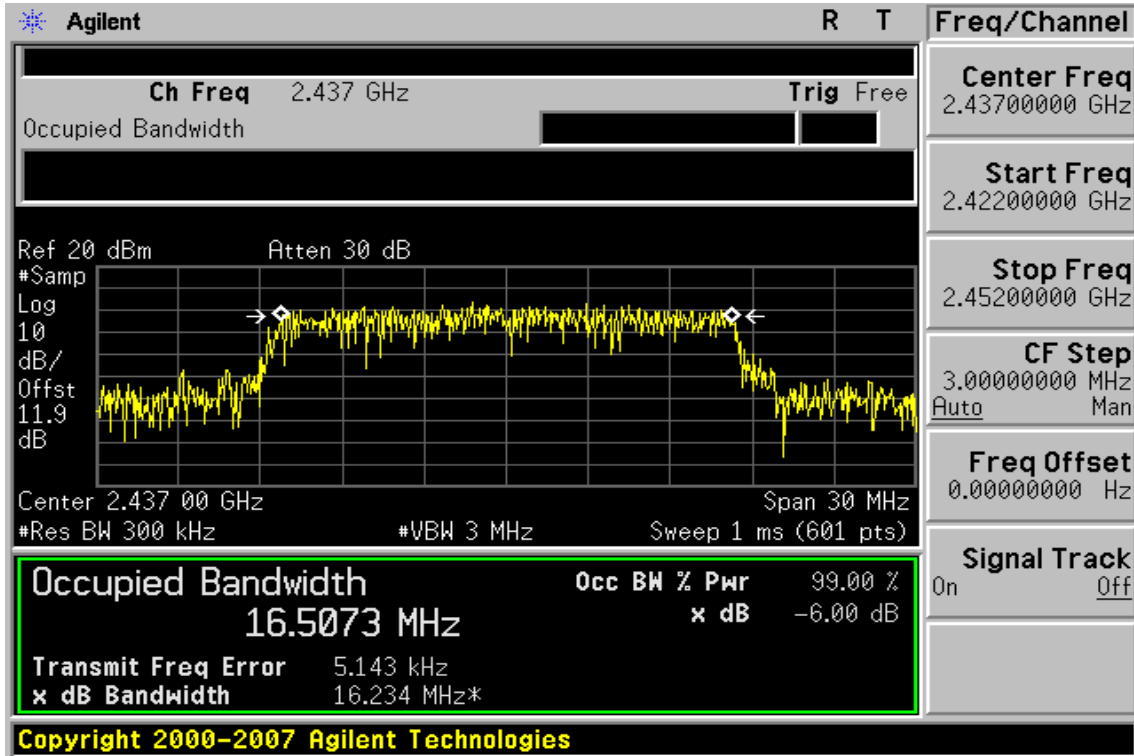 Agilent R T
Ch Freq 2.437 GHz Trig Free
Occupied Bandwidth
Ref 20 dBm Atten 30 dB
#Samp
Log
10
dB/
Offst
11.9
dB
Center 2.437 00 GHz Span 30 MHz
#Res BW 300 kHz #VBW 3 MHz Sweep 1 ms (601 pts)
Occupied Bandwidth
16.5073 MHz
Occ BW % Pwr 99.00 %
x dB -6.00 dB
Transmit Freq Error 5.143 kHz
x dB Bandwidth 16.234 MHz*
Copyright 2000-2007 Agilent Technologies
Freq/Channel
Center Freq
2.43700000 GHz
Start Freq
2.42200000 GHz
Stop Freq
2.45200000 GHz
CF Step
3.00000000 MHz
Auto Man
Freq Offset
0.00000000 Hz
Signal Track
On Off